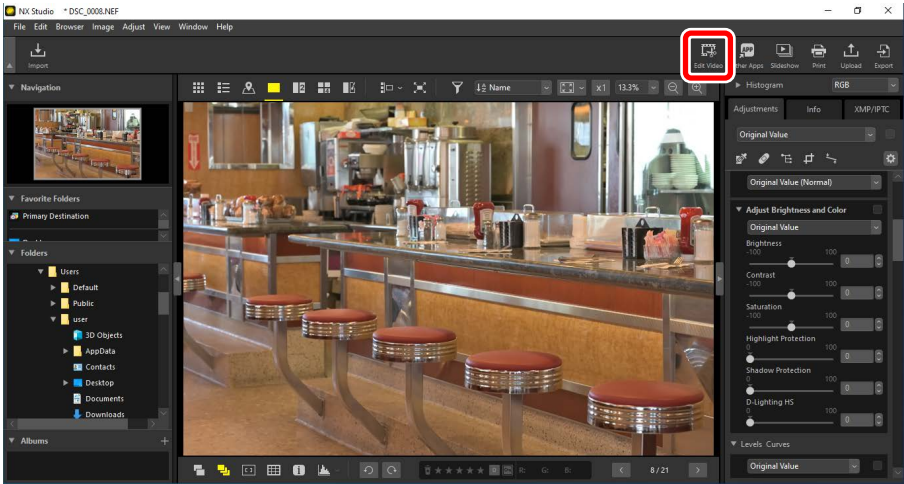 NX Studio * DSC_0008.NEF
File Edit Browser Image Adjust View Window Help
Import
Edit Video
her Apps Slideshow Print Upload Export
Navigation
Name
x1
13.3%
Histogram
RGB
Adjustments Info XMP/IPTC
Original Value
Original Value (Normal)
Adjust Brightness and Color
Original Value
Brightness
-100 100
0
Contrast
-100 100
0
Saturation
-100 100
0
Highlight Protection
0 100
0
Shadow Protection
0 100
0
D-Lighting HS
0 100
0
Levels Curves
Original Value
Favorite Folders
Primary Destination
Folders
Users
Default
Public
user
3D Objects
AppData
Contacts
Desktop
Documents
Downloads
Albums
R: G: B:
8/21